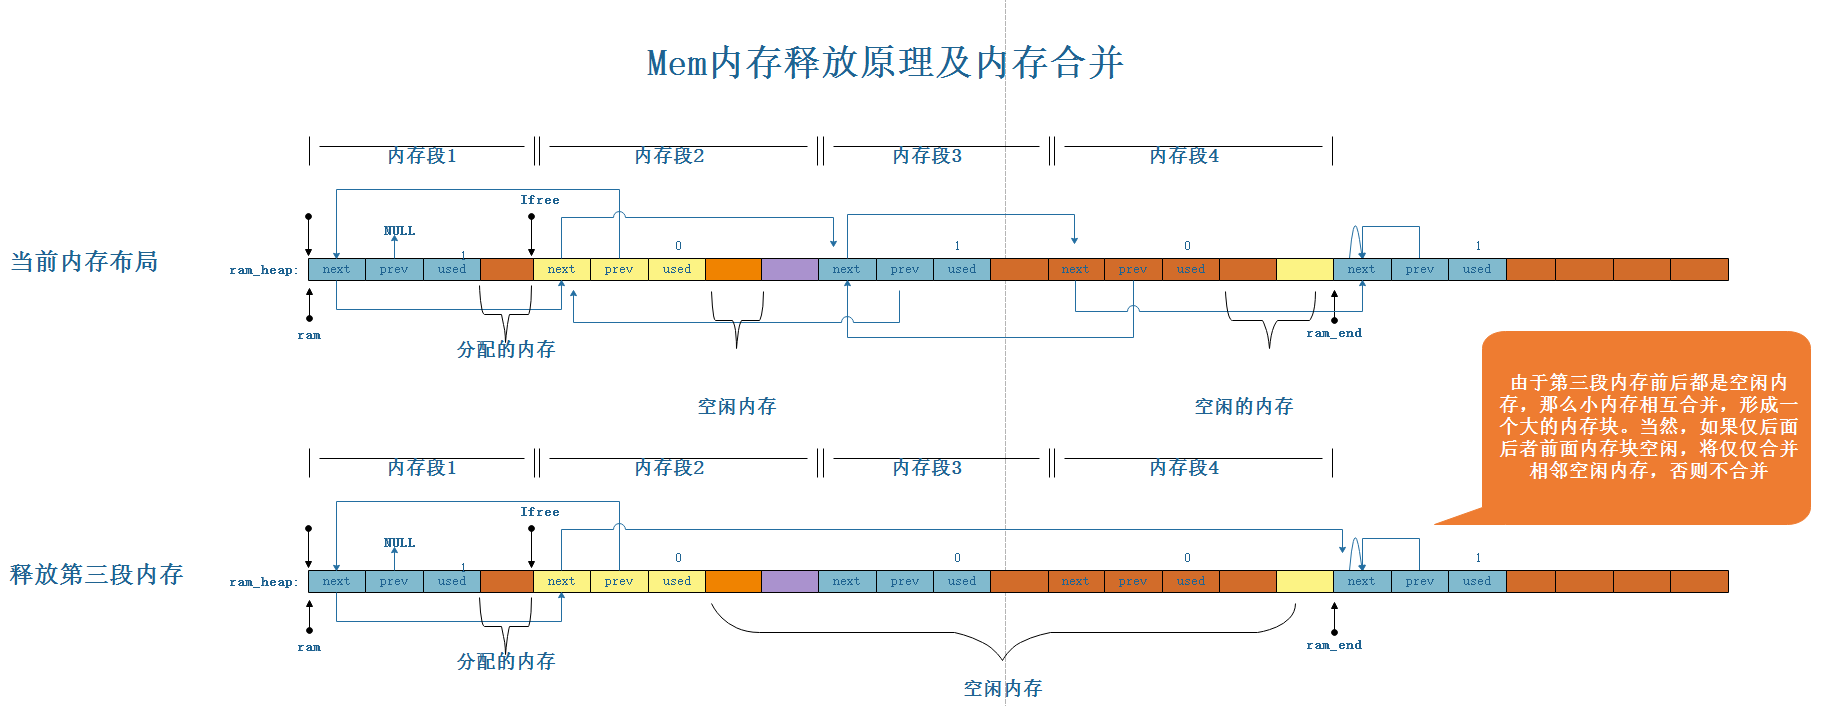 Mem内存释放原理及内存合并
内存段1 内存段2 内存段3 内存段4
Ifree
NULL
1 0 1 0 1
当前内存布局
ram_heap: next prev used next prev used next prev used next prev used next prev used
ram ram_end
分配的内存
空闲内存 空闲的内存
由于第三段内存前后都是空闲内
存，那么小内存相互合并，形成一
个大的内存块。当然，如果仅后面
后者前面内存块空闲，将仅仅合并
相邻空闲内存，否则不合并
内存段1 内存段2 内存段3 内存段4
Ifree
NULL
1 0 0 0 1
释放第三段内存
ram_heap: next prev used next prev used next prev used next prev used next prev used
ram ram_end
分配的内存
空闲内存